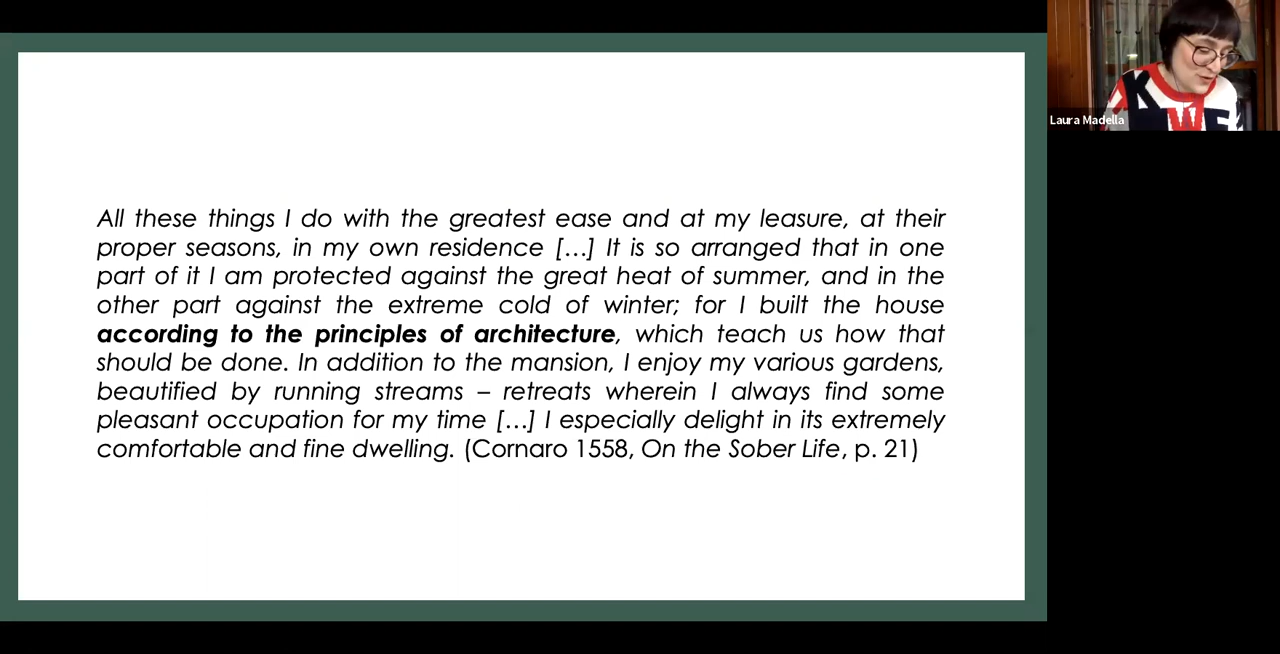 All these things I do with the greatest ease and at my leasure, at their
proper seasons, in my own residence […] It is so arranged that in one
part of it I am protected against the great heat of summer, and in the
other part against the extreme cold of winter; for I built the house
according to the principles of architecture, which teach us how that
should be done. In addition to the mansion, I enjoy my various gardens,
beautified by running streams – retreats wherein I always find some
pleasant occupation for my time […] I especially delight in its extremely
comfortable and fine dwelling. (Cornaro 1558, On the Sober Life, p. 21)
Laura Madella